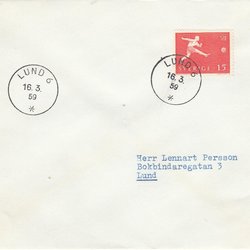 LUND 6
16. 3
59
LUND 6
16. 3
59
SVERIGE 15
Herr Lennart Persson
Bokbindaregatan 3
Lund